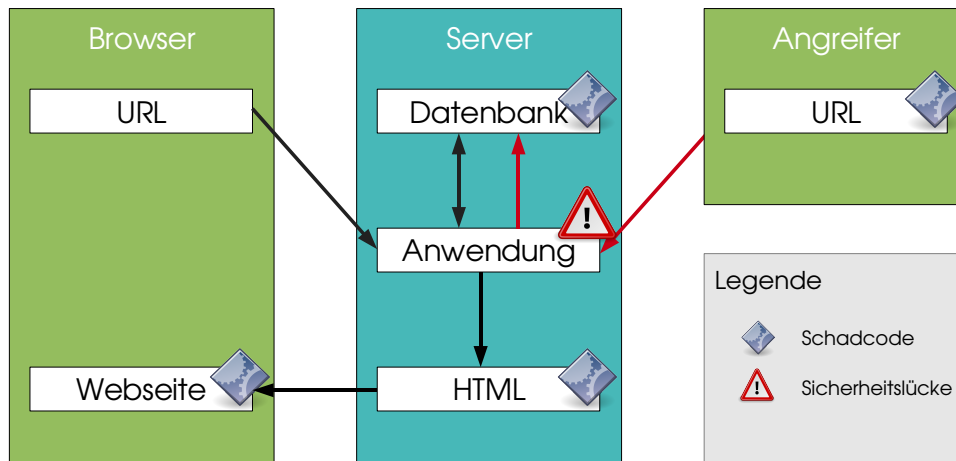 Browser
URL
Webseite
Server
Datenbank
Anwendung
HTML
Angreifer
URL
Legende
Schadcode
Sicherheitslücke